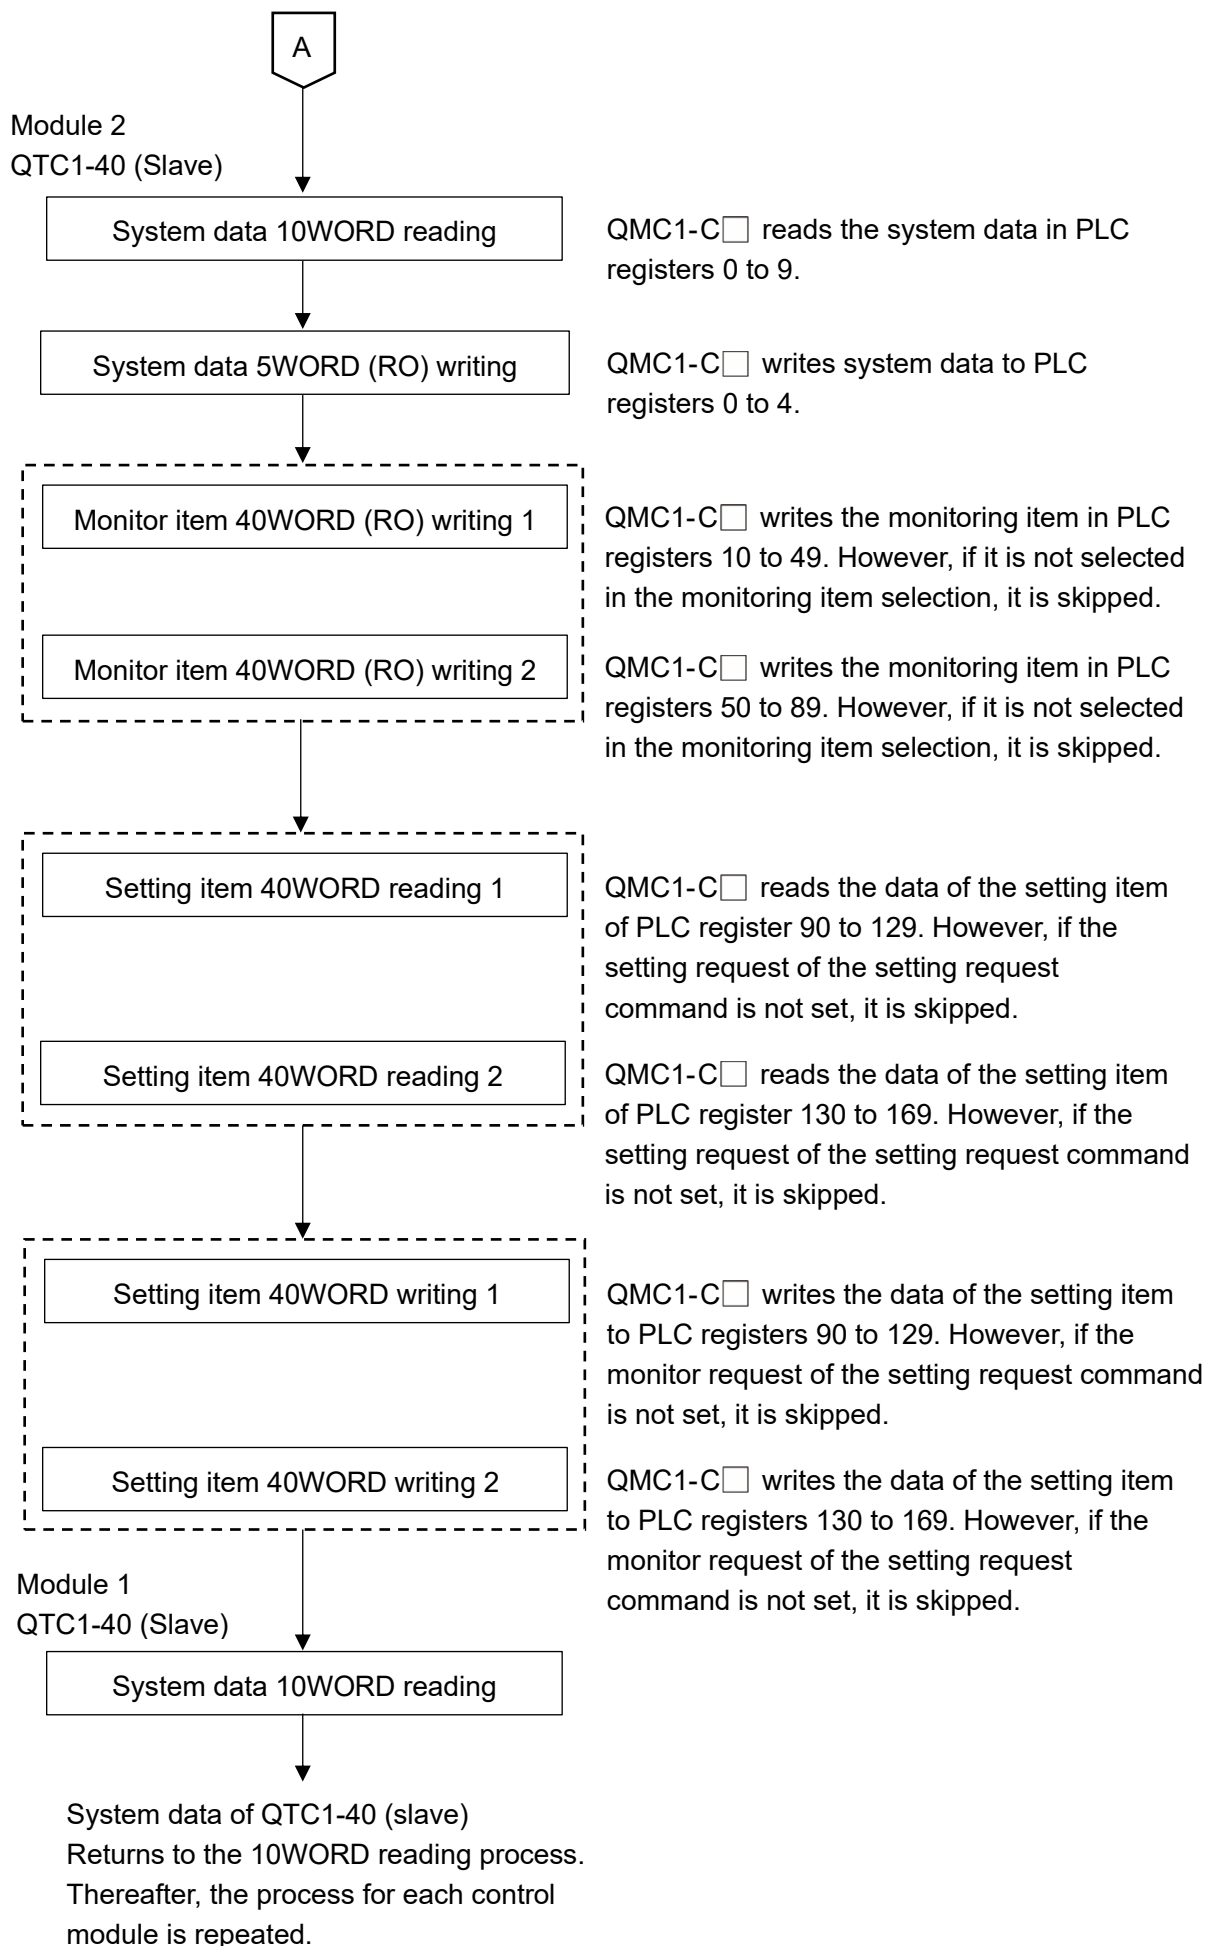 A
Module 2
QTC1-40 (Slave)
System data 10WORD reading
QMC1-C□ reads the system data in PLC
registers 0 to 9.
System data 5WORD (RO) writing
QMC1-C□ writes system data to PLC
registers 0 to 4.
Monitor item 40WORD (RO) writing 1
QMC1-C□ writes the monitoring item in PLC
registers 10 to 49. However, if it is not selected
in the monitoring item selection, it is skipped.
Monitor item 40WORD (RO) writing 2
QMC1-C□ writes the monitoring item in PLC
registers 50 to 89. However, if it is not selected
in the monitoring item selection, it is skipped.
Setting item 40WORD reading 1
QMC1-C□ reads the data of the setting item
of PLC register 90 to 129. However, if the
setting request of the setting request
command is not set, it is skipped.
Setting item 40WORD reading 2
QMC1-C□ reads the data of the setting item
of PLC register 130 to 169. However, if the
setting request of the setting request command
is not set, it is skipped.
Setting item 40WORD writing 1
QMC1-C□ writes the data of the setting item
to PLC registers 90 to 129. However, if the
monitor request of the setting request command
is not set, it is skipped.
Setting item 40WORD writing 2
QMC1-C□ writes the data of the setting item
to PLC registers 130 to 169. However, if the
monitor request of the setting request
command is not set, it is skipped.
Module 1
QTC1-40 (Slave)
System data 10WORD reading
System data of QTC1-40 (slave)
Returns to the 10WORD reading process.
Thereafter, the process for each control
module is repeated.